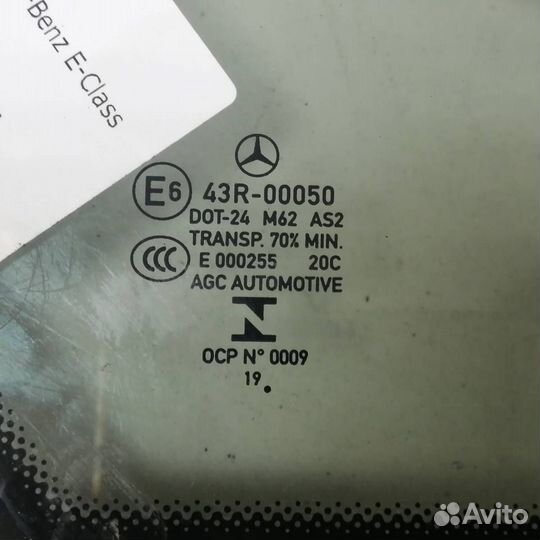 Benz E-Class
E6 43R-00050
DOT-24 M62 AS2
TRANSP. 70% MIN.
CCC E 000255 20C
AGC AUTOMOTIVE
OCP N° 0009
19.
Avito